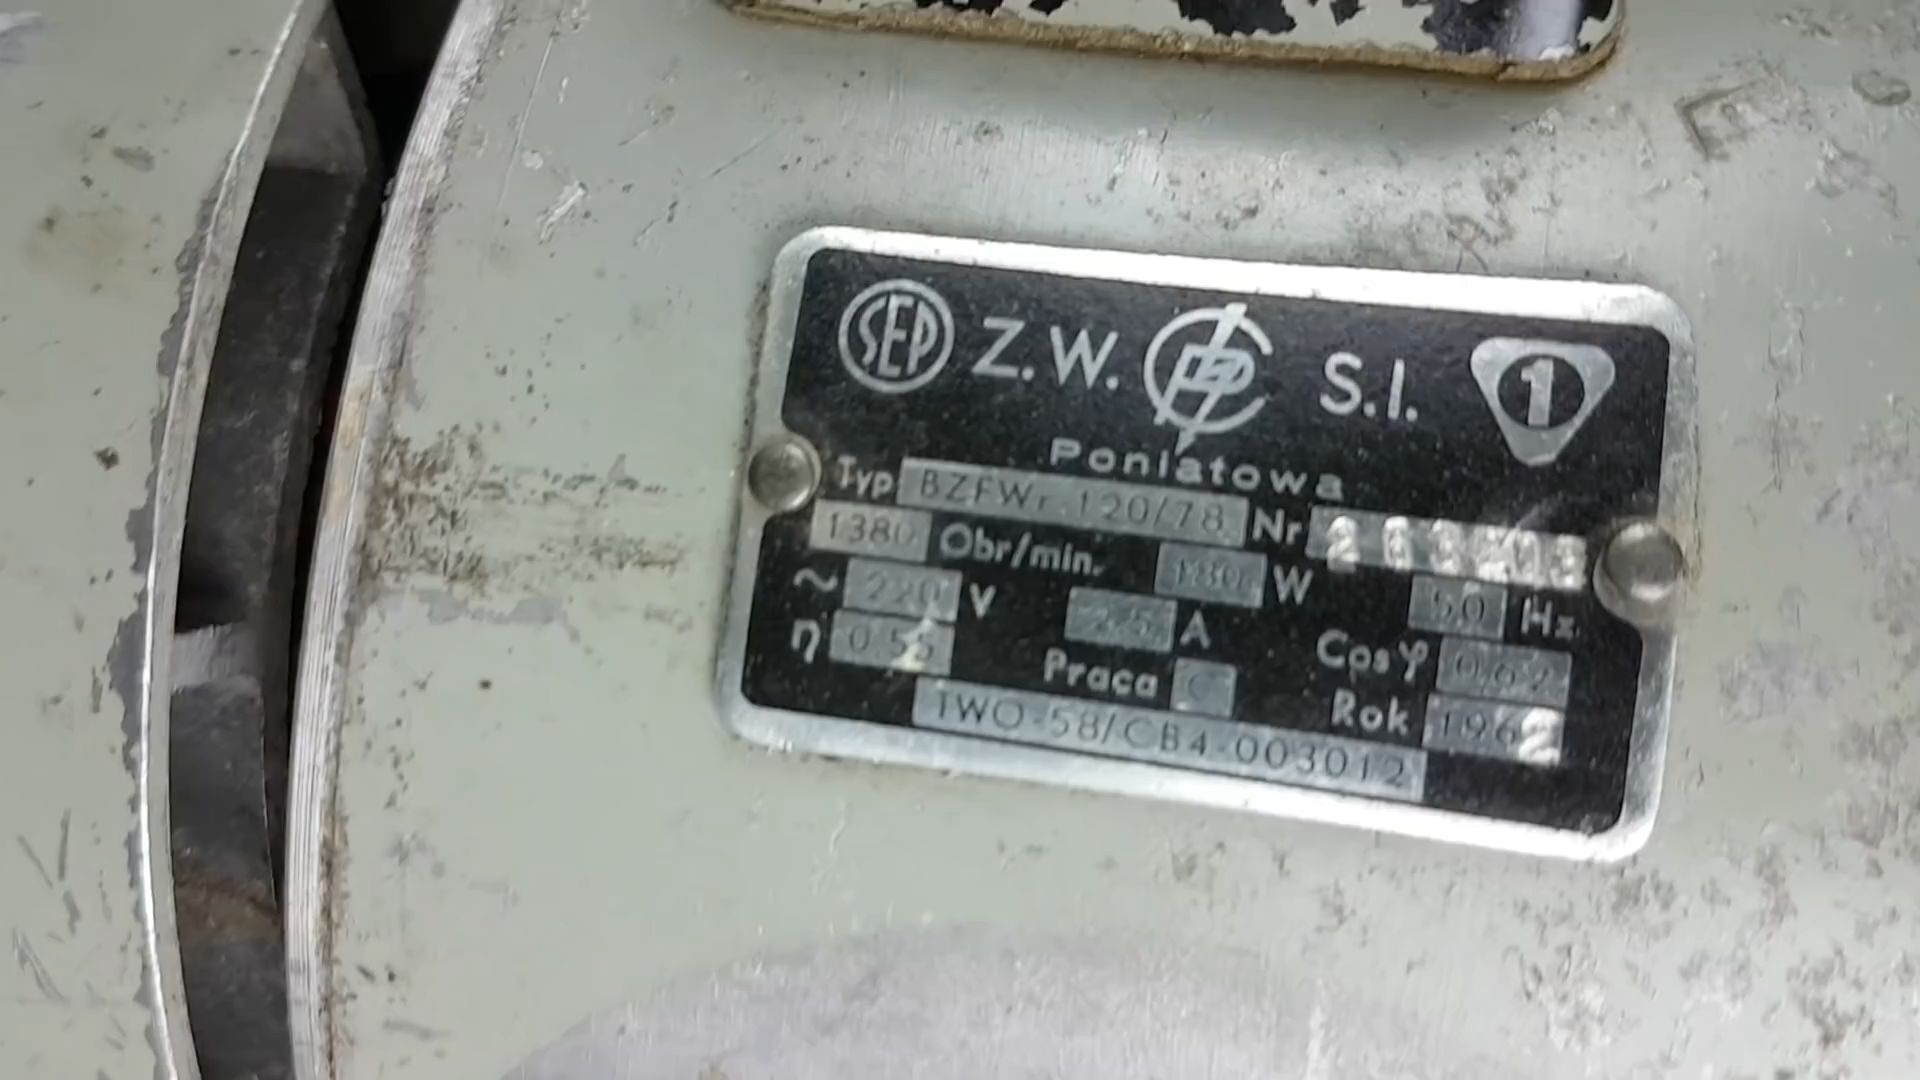 SEP Z.W. S.I. 1
Poniatowa
Typ BZFWr. 120/78 Nr 263203
1380 Obr/min. 180 W 50 Hz
~ 220 V 2.5 A Cos φ 0.62
η 0.55 Praca C Rok 1962
TWO-58/CB4-003012